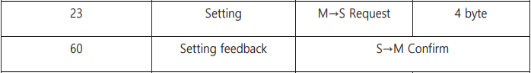 23 Setting M→S Request 4 byte
60 Setting feedback S→M Confirm